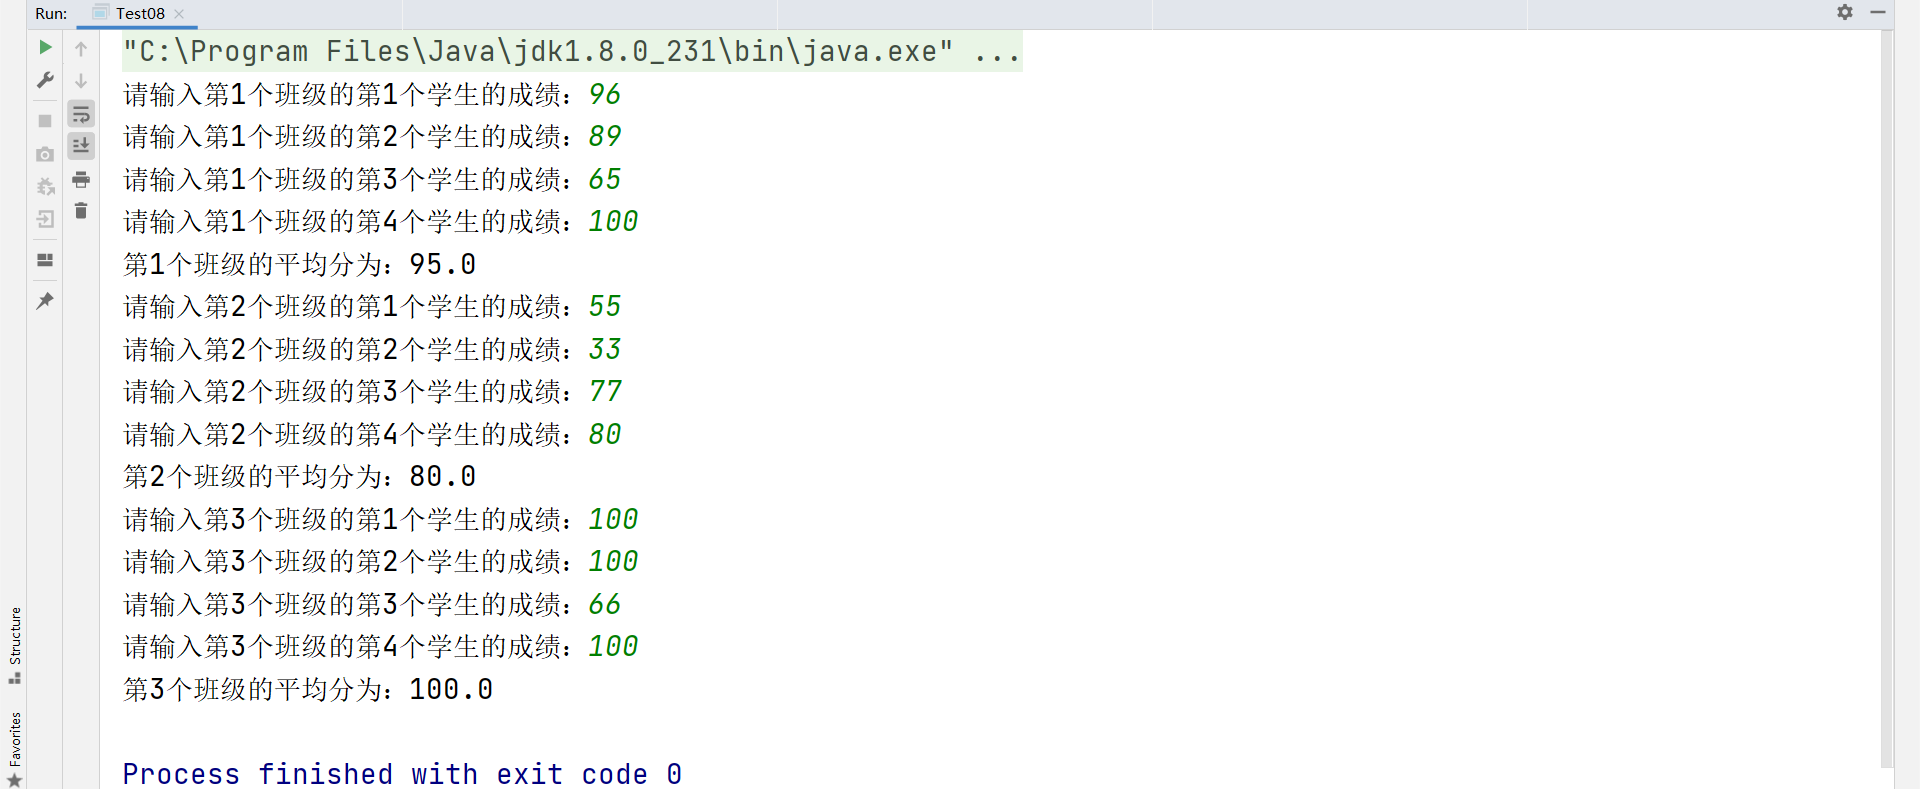 Run: Test08
"C:\Program Files\Java\jdk1.8.0_231\bin\java.exe" ...
请输入第1个班级的第1个学生的成绩：96
请输入第1个班级的第2个学生的成绩：89
请输入第1个班级的第3个学生的成绩：65
请输入第1个班级的第4个学生的成绩：100
第1个班级的平均分为：95.0
请输入第2个班级的第1个学生的成绩：55
请输入第2个班级的第2个学生的成绩：33
请输入第2个班级的第3个学生的成绩：77
请输入第2个班级的第4个学生的成绩：80
第2个班级的平均分为：80.0
请输入第3个班级的第1个学生的成绩：100
请输入第3个班级的第2个学生的成绩：100
请输入第3个班级的第3个学生的成绩：66
请输入第3个班级的第4个学生的成绩：100
第3个班级的平均分为：100.0
Process finished with exit code 0
Structure
Favorites